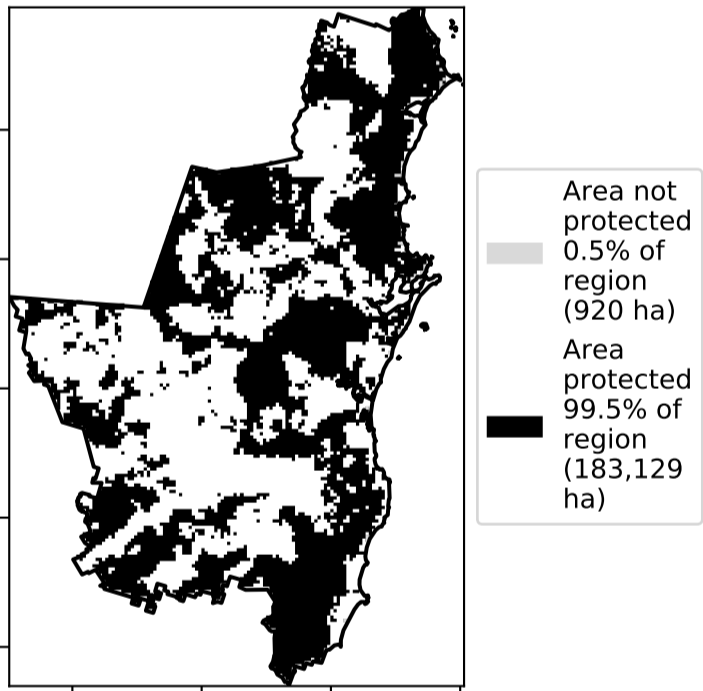 Area not
protected
0.5% of
region
(920 ha)
Area
protected
99.5% of
region
(183,129
ha)